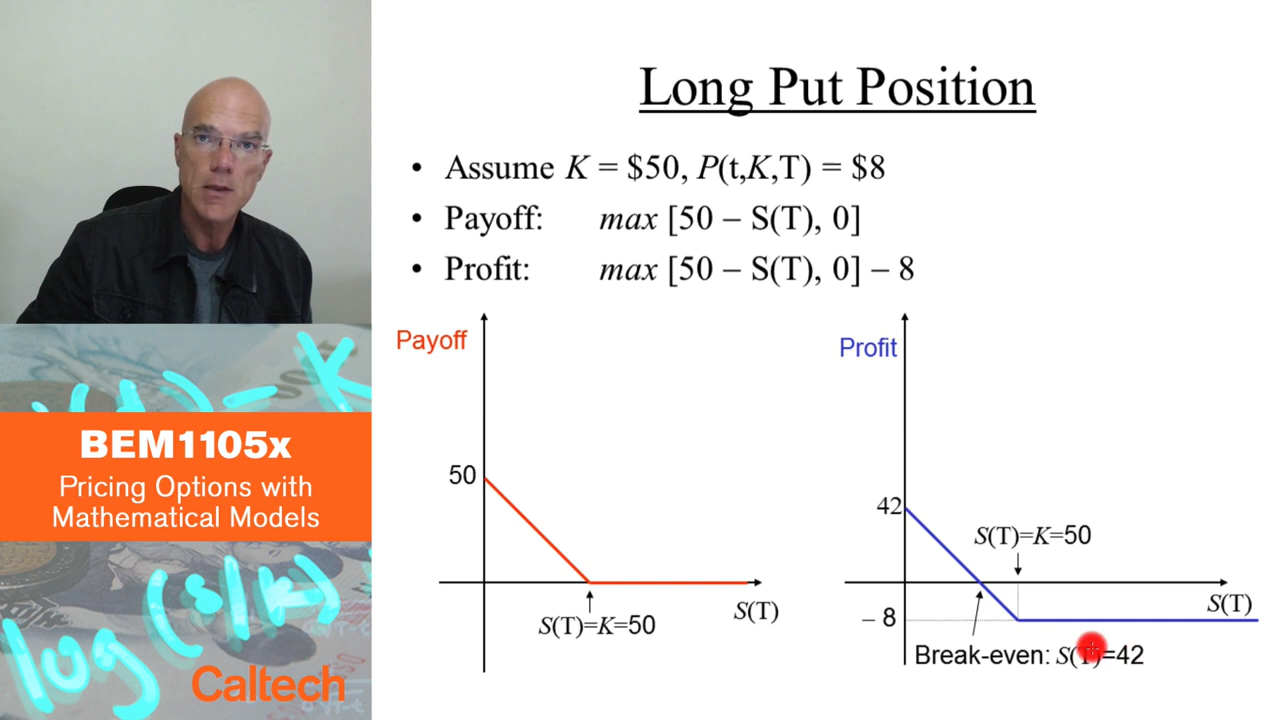 Long Put Position
• Assume K = $50, P(t,K,T) = $8
• Payoff: max [50 – S(T), 0]
• Profit: max [50 – S(T), 0] – 8
Payoff
50
S(T)=K=50
S(T)
Profit
42
S(T)=K=50
– 8
S(T)
Break-even: S(T)=42
– K
BEM1105x
Pricing Options with
Mathematical Models
log (s/k)
Caltech